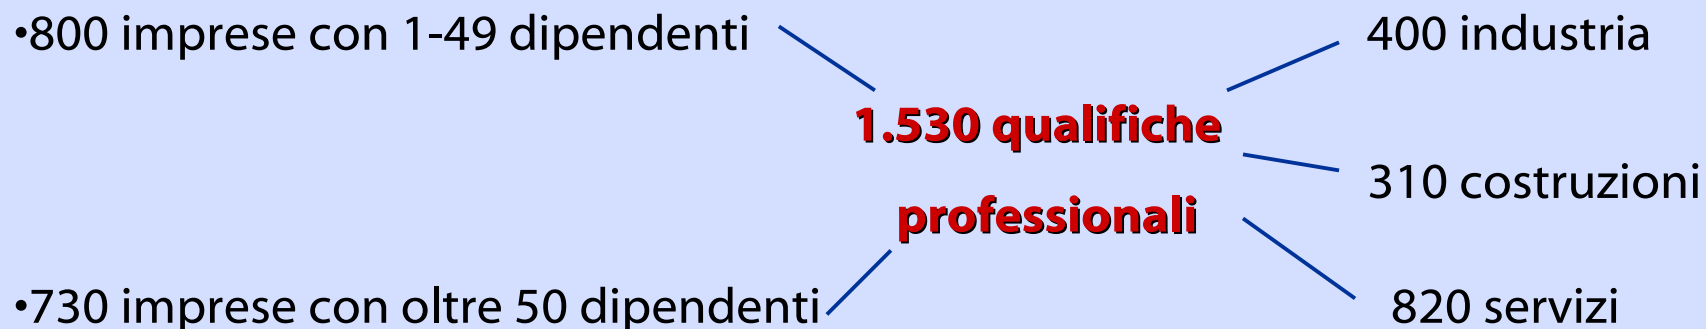 •800 imprese con 1-49 dipendenti
400 industria
1.530 qualifiche
professionali
310 costruzioni
•730 imprese con oltre 50 dipendenti
820 servizi